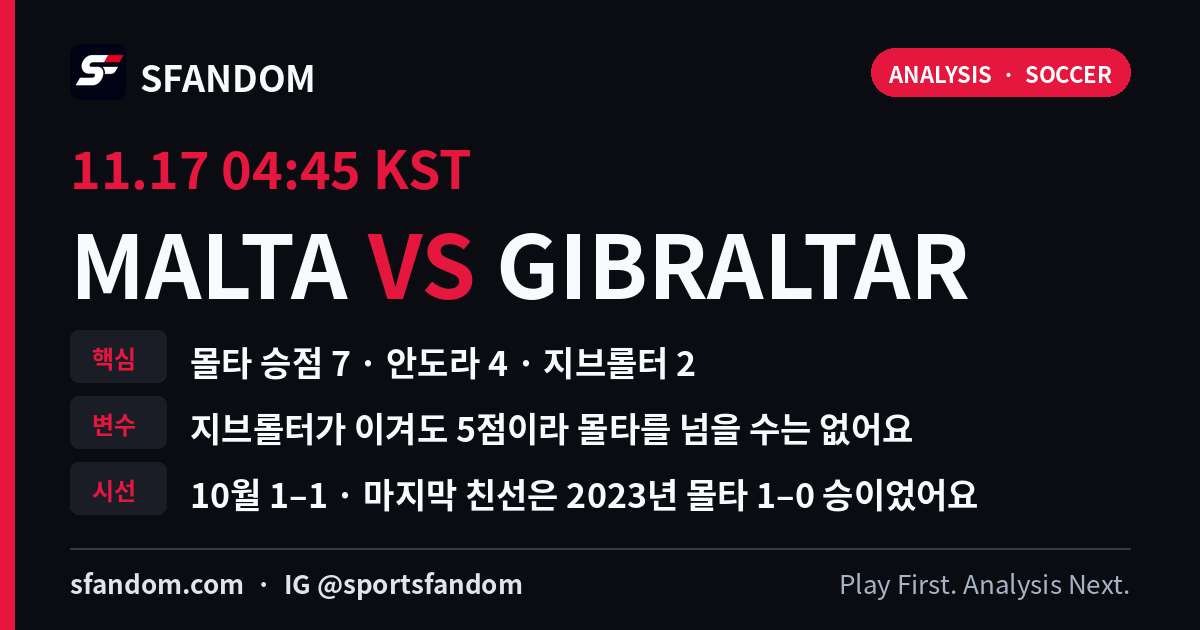 SF SFANDOM
ANALYSIS · SOCCER
11.17 04:45 KST
MALTA VS GIBRALTAR
핵심 몰타 승점 7 · 안도라 4 · 지브롤터 2
변수 지브롤터가 이겨도 5점이라 몰타를 넘을 수는 없어요
시선 10월 1–1 · 마지막 친선은 2023년 몰타 1–0 승이었어요
sfandom.com · IG @sportsfandom
Play First. Analysis Next.